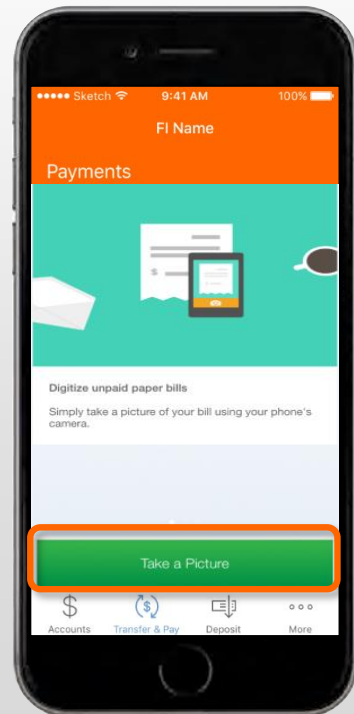 Sketch 9:41 AM 100%
FI Name
Payments
$
Digitize unpaid paper bills
Simply take a picture of your bill using your phone's
camera.
Take a Picture
$ $
Accounts Transfer & Pay Deposit More